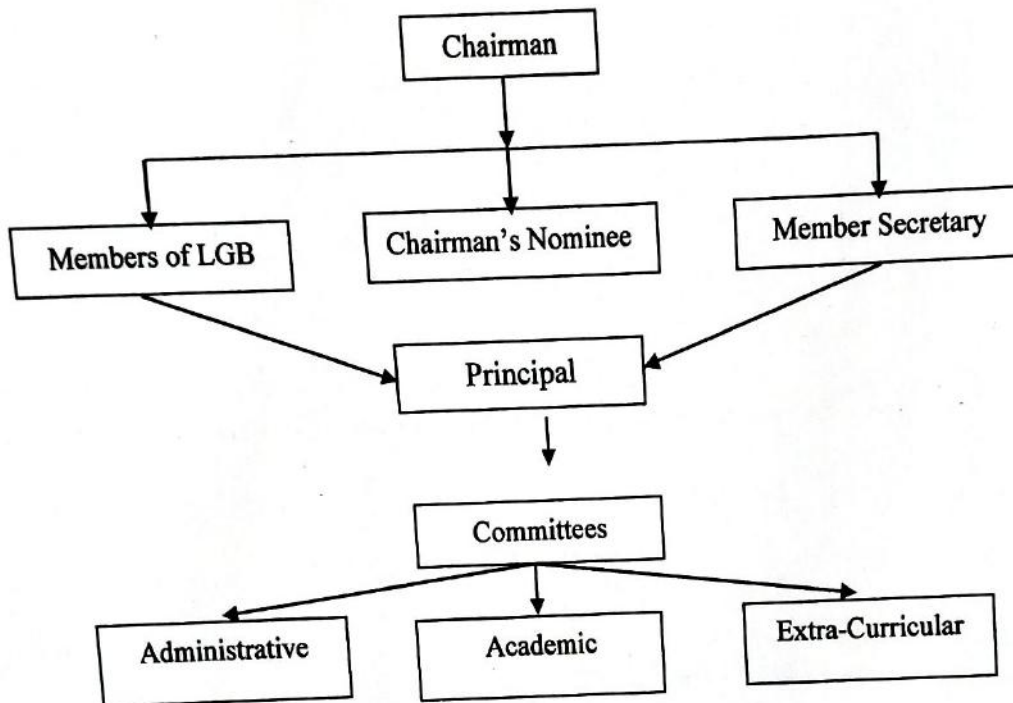 Chairman
Members of LGB
Chairman's Nominee
Member Secretary
Principal
Committees
Administrative
Academic
Extra-Curricular